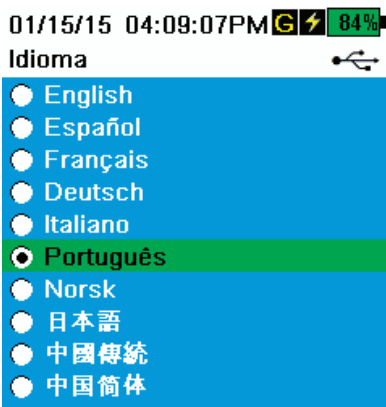 01/15/15 04:09:07PM G 84%
Idioma
English
Español
Français
Deutsch
Italiano
Português
Norsk
日本語
中國傳統
中国简体